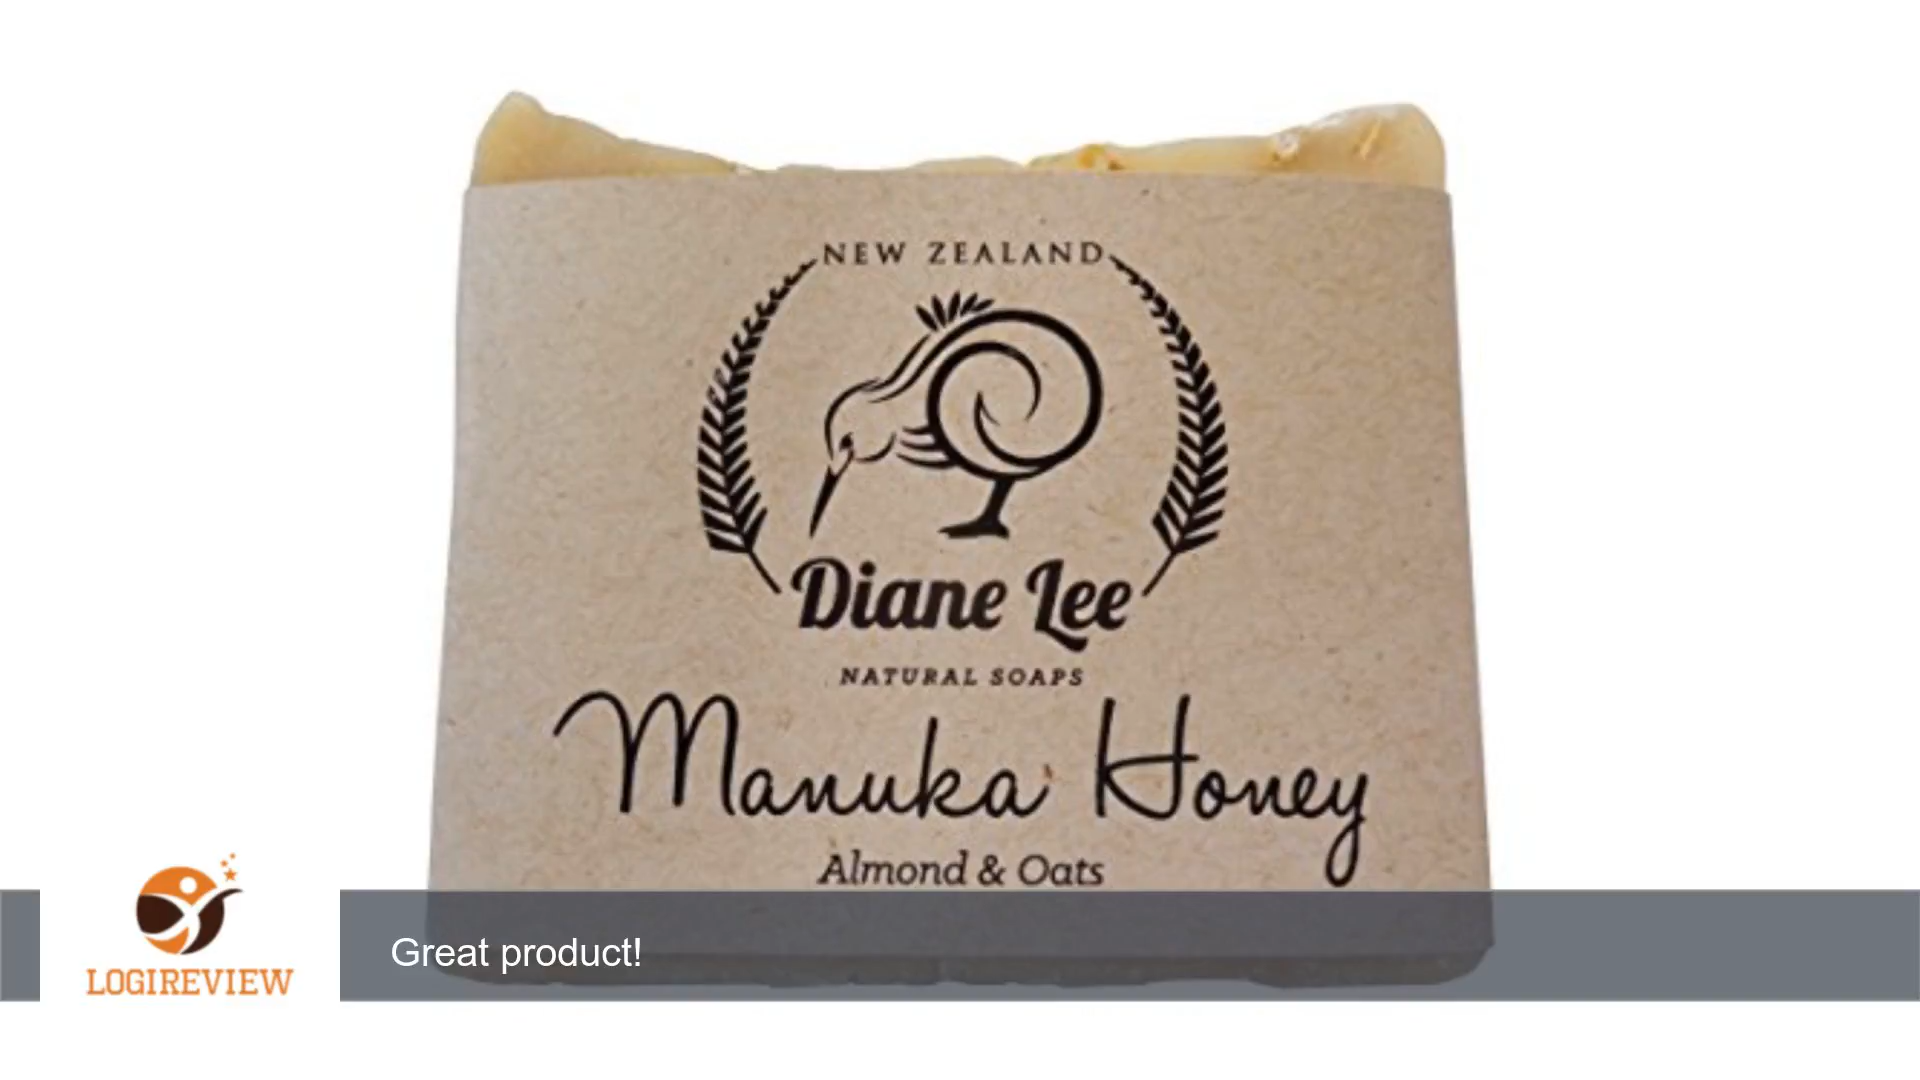 NEW ZEALAND
Diane Lee
NATURAL SOAPS
Manuka Honey
Almond & Oats
Great product!
LOGIREVIEW